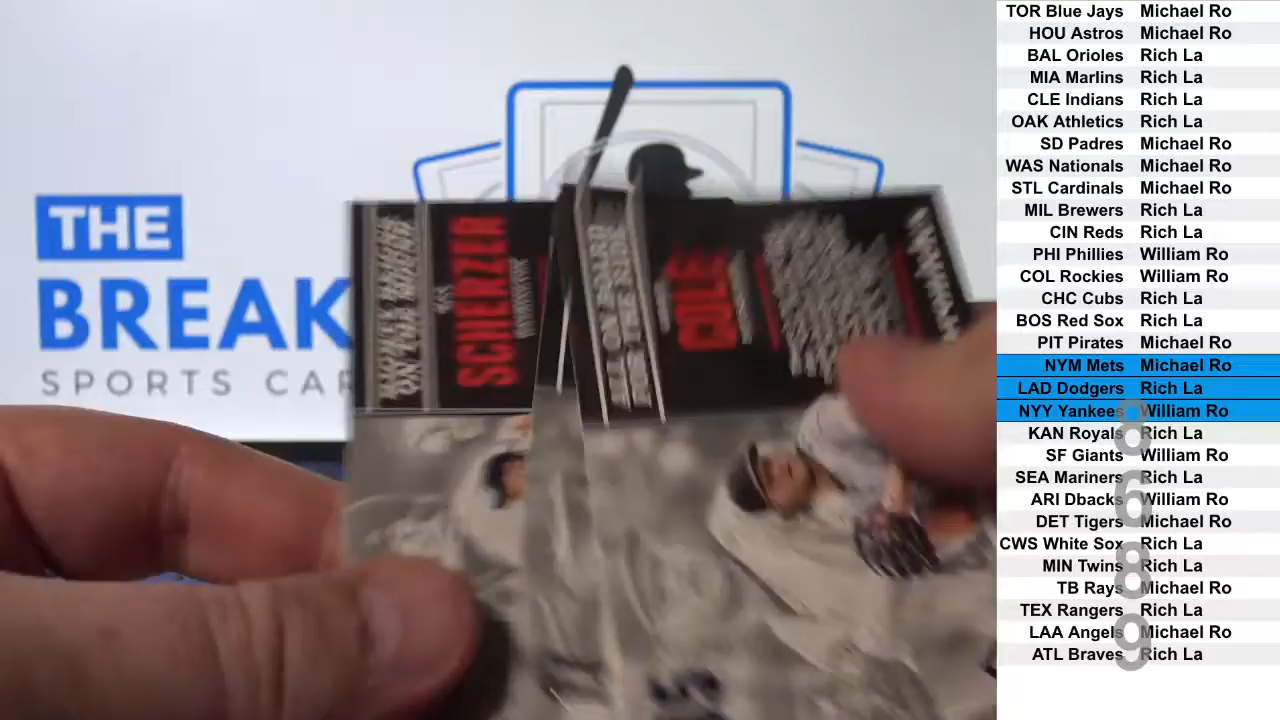 THE
BREAK
SPORTS CAR
SCHERZER
COLE
TOR Blue Jays Michael Ro
HOU Astros Michael Ro
BAL Orioles Rich La
MIA Marlins Rich La
CLE Indians Rich La
OAK Athletics Rich La
SD Padres Michael Ro
WAS Nationals Michael Ro
STL Cardinals Michael Ro
MIL Brewers Rich La
CIN Reds Rich La
PHI Phillies William Ro
COL Rockies William Ro
CHC Cubs Rich La
BOS Red Sox Rich La
PIT Pirates Michael Ro
NYM Mets Michael Ro
LAD Dodgers Rich La
NYY Yankees William Ro
KAN Royals Rich La
SF Giants William Ro
SEA Mariners Rich La
ARI Dbacks William Ro
DET Tigers Michael Ro
CWS White Sox Rich La
MIN Twins Rich La
TB Rays Michael Ro
TEX Rangers Rich La
LAA Angels Michael Ro
ATL Braves Rich La
8
6
8
9